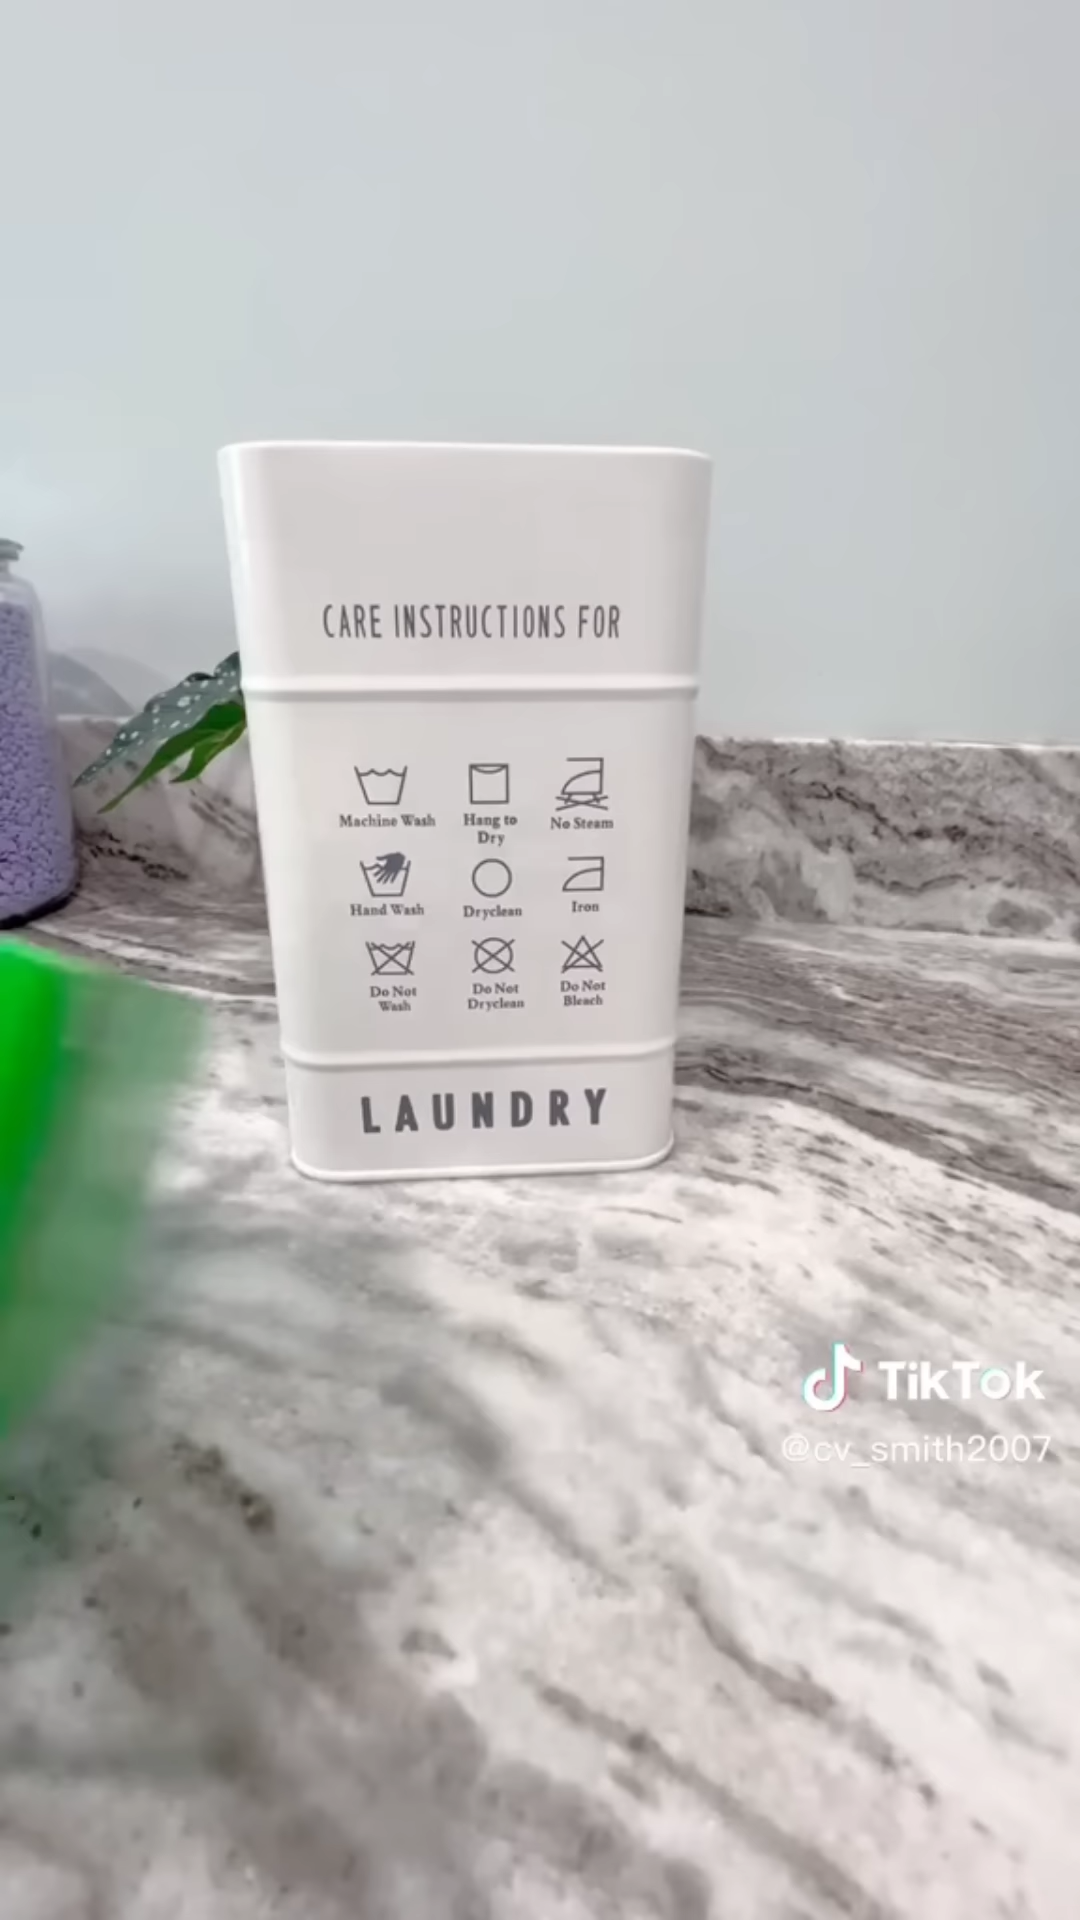 CARE INSTRUCTIONS FOR
Machine Wash
Hang to
Dry
No Steam
Hand Wash
Dryclean
Iron
Do Not
Wash
Do Not
Dryclean
Do Not
Bleach
LAUNDRY
TikTok
@cv_smith2007